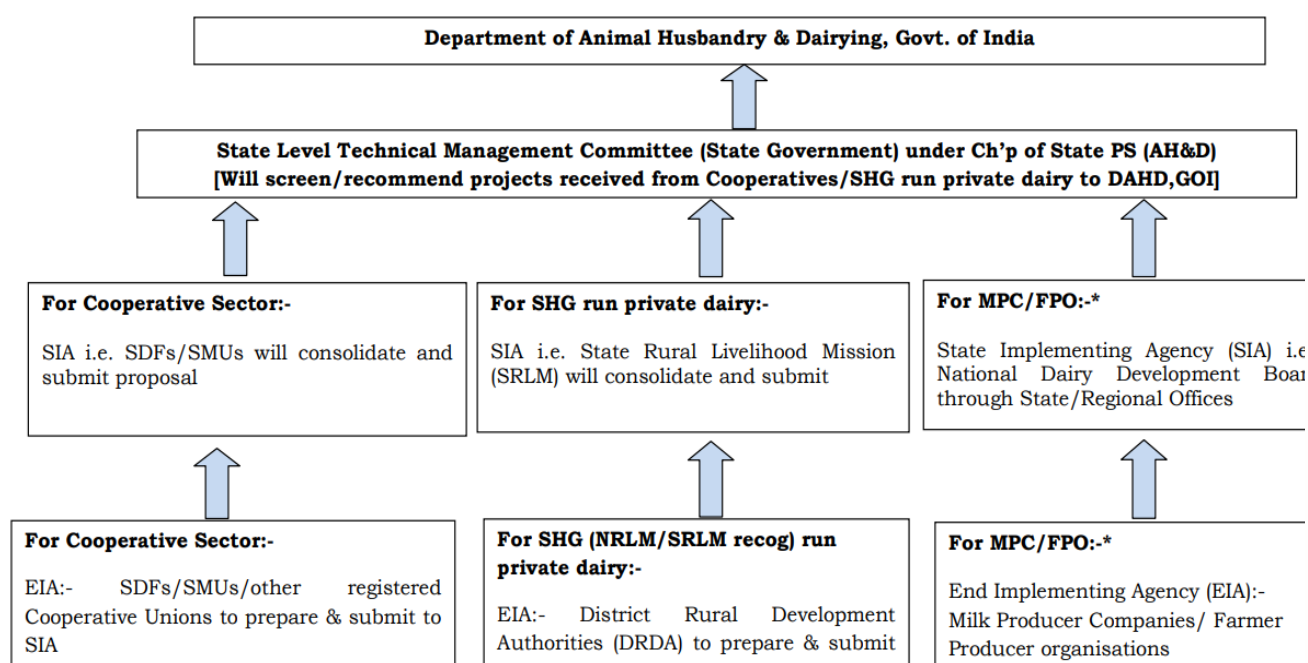 Department of Animal Husbandry & Dairying, Govt. of India
State Level Technical Management Committee (State Government) under Ch’p of State PS (AH&D)
[Will screen/recommend projects received from Cooperatives/SHG run private dairy to DAHD,GOI]
For Cooperative Sector:-
SIA i.e. SDFs/SMUs will consolidate and
submit proposal
For SHG run private dairy:-
SIA i.e. State Rural Livelihood Mission
(SRLM) will consolidate and submit
For MPC/FPO:-*
State Implementing Agency (SIA) i.e
National Dairy Development Boar
through State/Regional Offices
For Cooperative Sector:-
EIA:- SDFs/SMUs/other registered
Cooperative Unions to prepare & submit to
SIA
For SHG (NRLM/SRLM recog) run
private dairy:-
EIA:- District Rural Development
Authorities (DRDA) to prepare & submit
For MPC/FPO:-*
End Implementing Agency (EIA):-
Milk Producer Companies/ Farmer
Producer organisations